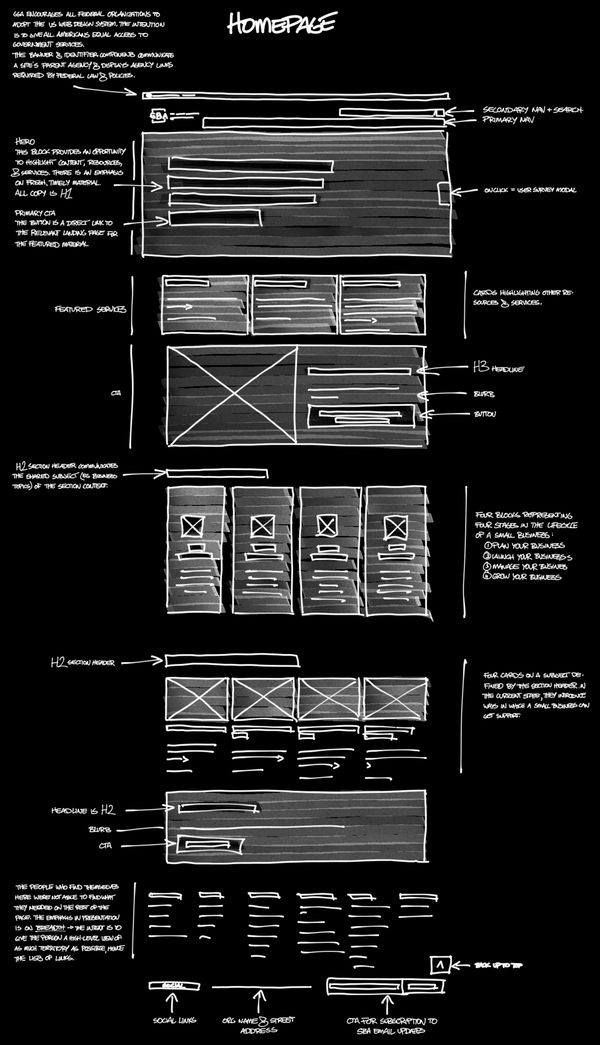 HOMEPAGE
GSA ENCOURAGES ALL FEDERAL ORGANIZATIONS TO
ADOPT THE US WEB DESIGN SYSTEM. THE INTENTION
IS TO GIVE ALL AMERICANS EQUAL ACCESS TO
GOVERNMENT SERVICES.
THE BANNER & IDENTIFIER COMPONENTS COMMUNICATE
A SITE'S PARENT AGENCY & DISPLAYS AGENCY LINKS
REQUIRED BY FEDERAL LAW & POLICIES.
SBA
SECONDARY NAV + SEARCH
PRIMARY NAV
HERO
THIS BLOCK PROVIDES AN OPPORTUNITY
TO HIGHLIGHT CONTENT, RESOURCES,
& SERVICES. THERE IS AN EMPHASIS
ON FRESH, TIMELY MATERIAL.
ALL COPY IS H1
ONCLICK = USER SURVEY MODAL
PRIMARY CTA
THE BUTTON IS A DIRECT LINK TO
THE RELEVANT LANDING PAGE FOR
THE FEATURED MATERIAL
FEATURED SERVICES
CARDS HIGHLIGHTING OTHER RE-
SOURCES & SERVICES.
CTA
H3 HEADLINE
BLURB
BUTTON
H2 SECTION HEADER COMMUNICATES
THE SHARED SUBJECT (EG BUSINESS
TOPICS) OF THE SECTION CONTENT.
FOUR BLOCKS REPRESENTING
FOUR STAGES IN THE LIFECYCLE
OF A SMALL BUSINESS:
① PLAN YOUR BUSINESS
② LAUNCH YOUR BUSINESS
③ MANAGE YOUR BUSINESS
④ GROW YOUR BUSINESS
H2 SECTION HEADER
FOUR CARDS ON A SUBJECT DE-
FINED BY THE SECTION HEADER. IN
THE CURRENT STATE, THEY
WAYS IN WHICH A SMALL BUSINESS CAN
GET SUPPORT.
HEADLINE IS H2
BLURB
CTA
THE PEOPLE WHO FIND THEMSELVES
HERE WERE NOT ABLE TO FIND WHAT
THEY NEEDED ON THE REST OF THE
PAGE. THE EMPHASIS IN PRESENTATION
IS ON BREADTH → THE INTENT IS TO
GIVE THE PERSON A HIGH-LEVEL VIEW OF
AS MUCH TERRITORY AS POSSIBLE, HENCE
THE LISTS OF LINKS.
BACK UP TO TOP
SOCIAL
SOCIAL LINKS
ORG NAME & STREET
ADDRESS
CTA FOR SUBSCRIPTION TO
SBA EMAIL UPDATES